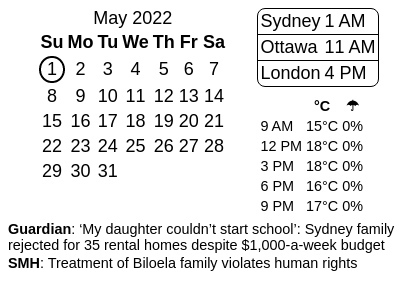 May 2022
Su Mo Tu We Th Fr Sa
1 2 3 4 5 6 7
8 9 10 11 12 13 14
15 16 17 18 19 20 21
22 23 24 25 26 27 28
29 30 31
Sydney 1 AM
Ottawa 11 AM
London 4 PM
°C ☂
9 AM 15°C 0%
12 PM 18°C 0%
3 PM 18°C 0%
6 PM 16°C 0%
9 PM 17°C 0%
Guardian: ‘My daughter couldn’t start school’: Sydney family
rejected for 35 rental homes despite $1,000-a-week budget
SMH: Treatment of Biloela family violates human rights